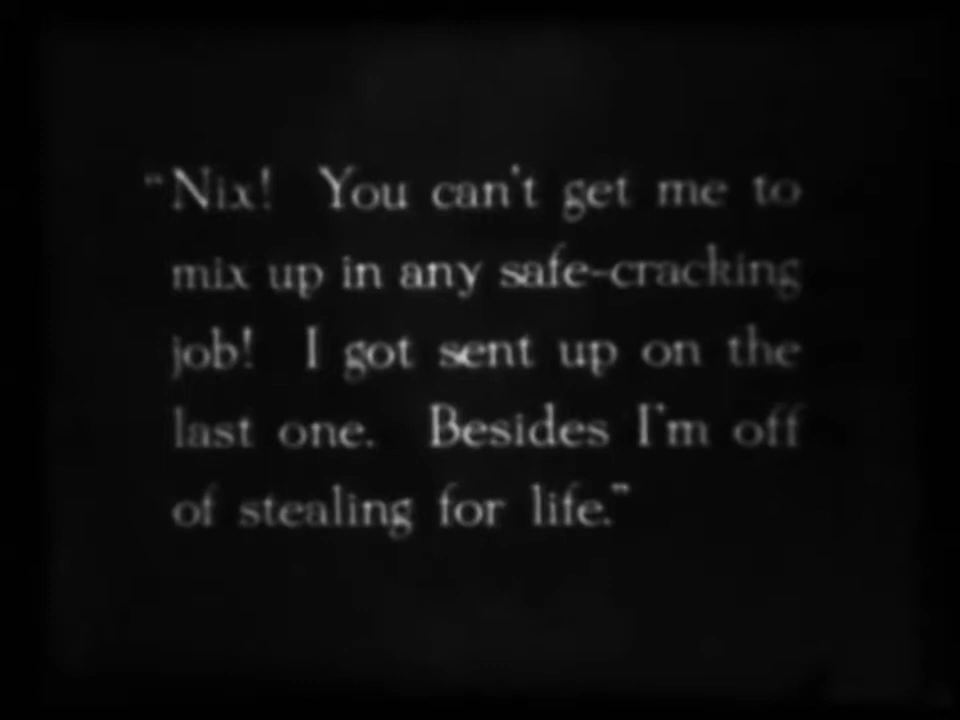 “Nix! You can't get me to
mix up in any safe-cracking
job! I got sent up on the
last one. Besides I'm off
of stealing for life.”